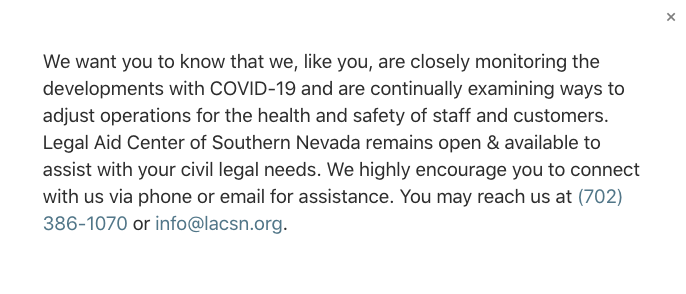 ×
We want you to know that we, like you, are closely monitoring the
developments with COVID-19 and are continually examining ways to
adjust operations for the health and safety of staff and customers.
Legal Aid Center of Southern Nevada remains open & available to
assist with your civil legal needs. We highly encourage you to connect
with us via phone or email for assistance. You may reach us at (702)
386-1070 or info@lacsn.org.